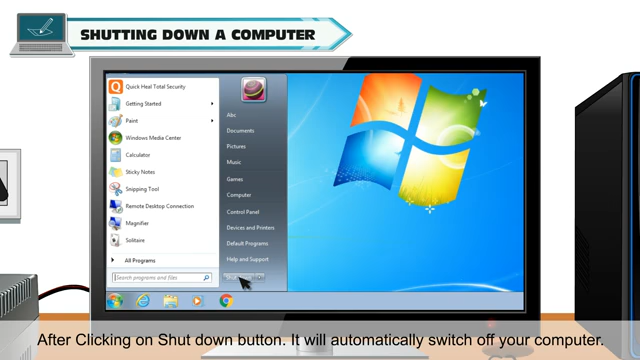 SHUTTING DOWN A COMPUTER
Quick Heal Total Security
Getting Started
Paint
Windows Media Center
Calculator
Sticky Notes
Snipping Tool
Remote Desktop Connection
Magnifier
Solitaire
All Programs
Search programs and files
Abc
Documents
Pictures
Music
Games
Computer
Control Panel
Devices and Printers
Default Programs
Help and Support
After Clicking on Shut down button. It will automatically switch off your computer.